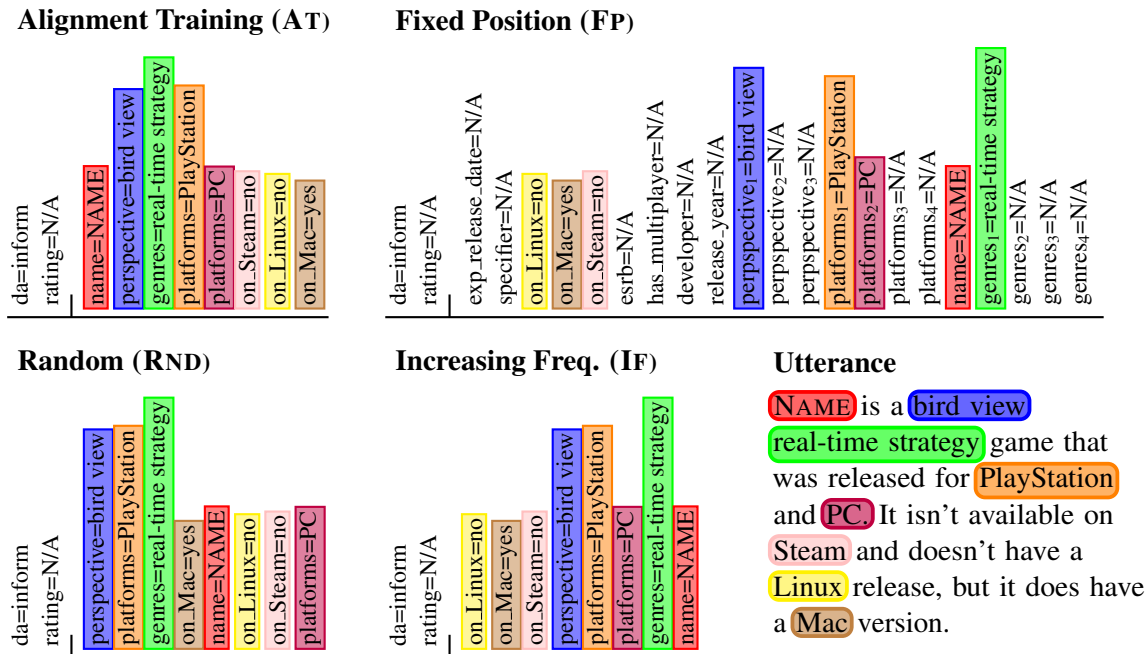 Alignment Training (AT)
da=inform
rating=N/A
name=NAME
perspective=bird view
genres=real-time strategy
platforms=PlayStation
platforms=PC
on_Steam=no
on_Linux=no
on_Mac=yes
Fixed Position (FP)
da=inform
rating=N/A
exp_release_date=N/A
specifier=N/A
on_Linux=no
on_Mac=yes
on_Steam=no
esrb=N/A
has_multiplayer=N/A
developer=N/A
release_year=N/A
perpspective₁=bird view
perpspective₂=N/A
perpspective₃=N/A
platforms₁=PlayStation
platforms₂=PC
platforms₃=N/A
platforms₄=N/A
name=NAME
genres₁=real-time strategy
genres₂=N/A
genres₃=N/A
genres₄=N/A
Random (RND)
da=inform
rating=N/A
perspective=bird view
platforms=PlayStation
genres=real-time strategy
on_Mac=yes
name=NAME
on_Linux=no
on_Steam=no
platforms=PC
Increasing Freq. (IF)
da=inform
rating=N/A
on_Linux=no
on_Mac=yes
on_Steam=no
perspective=bird view
platforms=PlayStation
platforms=PC
genres=real-time strategy
name=NAME
Utterance
NAME is a bird view
real-time strategy game that
was released for PlayStation
and PC. It isn't available on
Steam and doesn't have a
Linux release, but it does have
a Mac version.